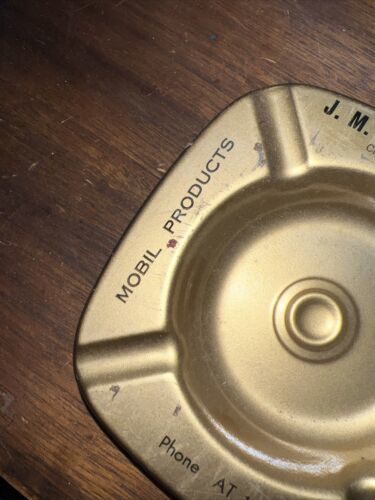 J. M.
MOBIL PRODUCTS
Phone AT